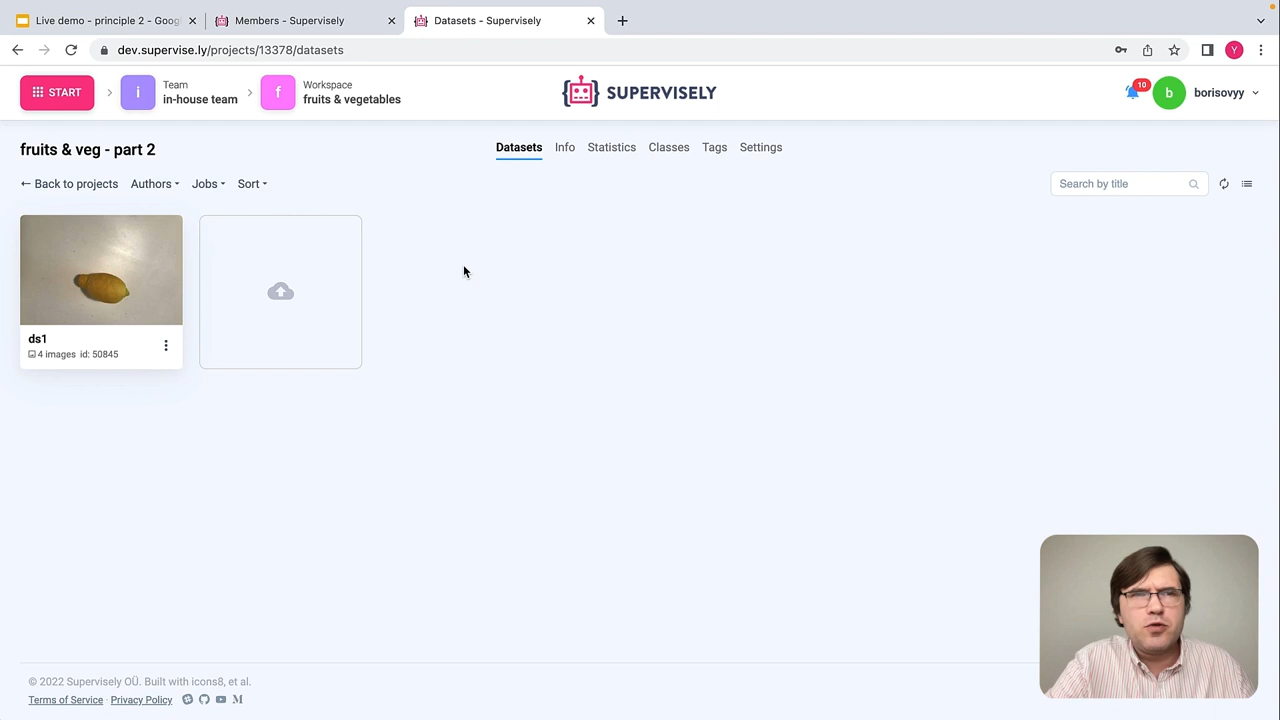 Live demo - principle 2 - Goog
Members - Supervisely
Datasets - Supervisely
dev.supervise.ly/projects/13378/datasets
START
i
Team
in-house team
f
Workspace
fruits & vegetables
SUPERVISELY
10
b
borisovyy
Y
fruits & veg - part 2
Datasets
Info
Statistics
Classes
Tags
Settings
← Back to projects
Authors
Jobs
Sort
Search by title
ds1
4 images id: 50845
© 2022 Supervisely OÜ. Built with icons8, et al.
Terms of Service · Privacy Policy